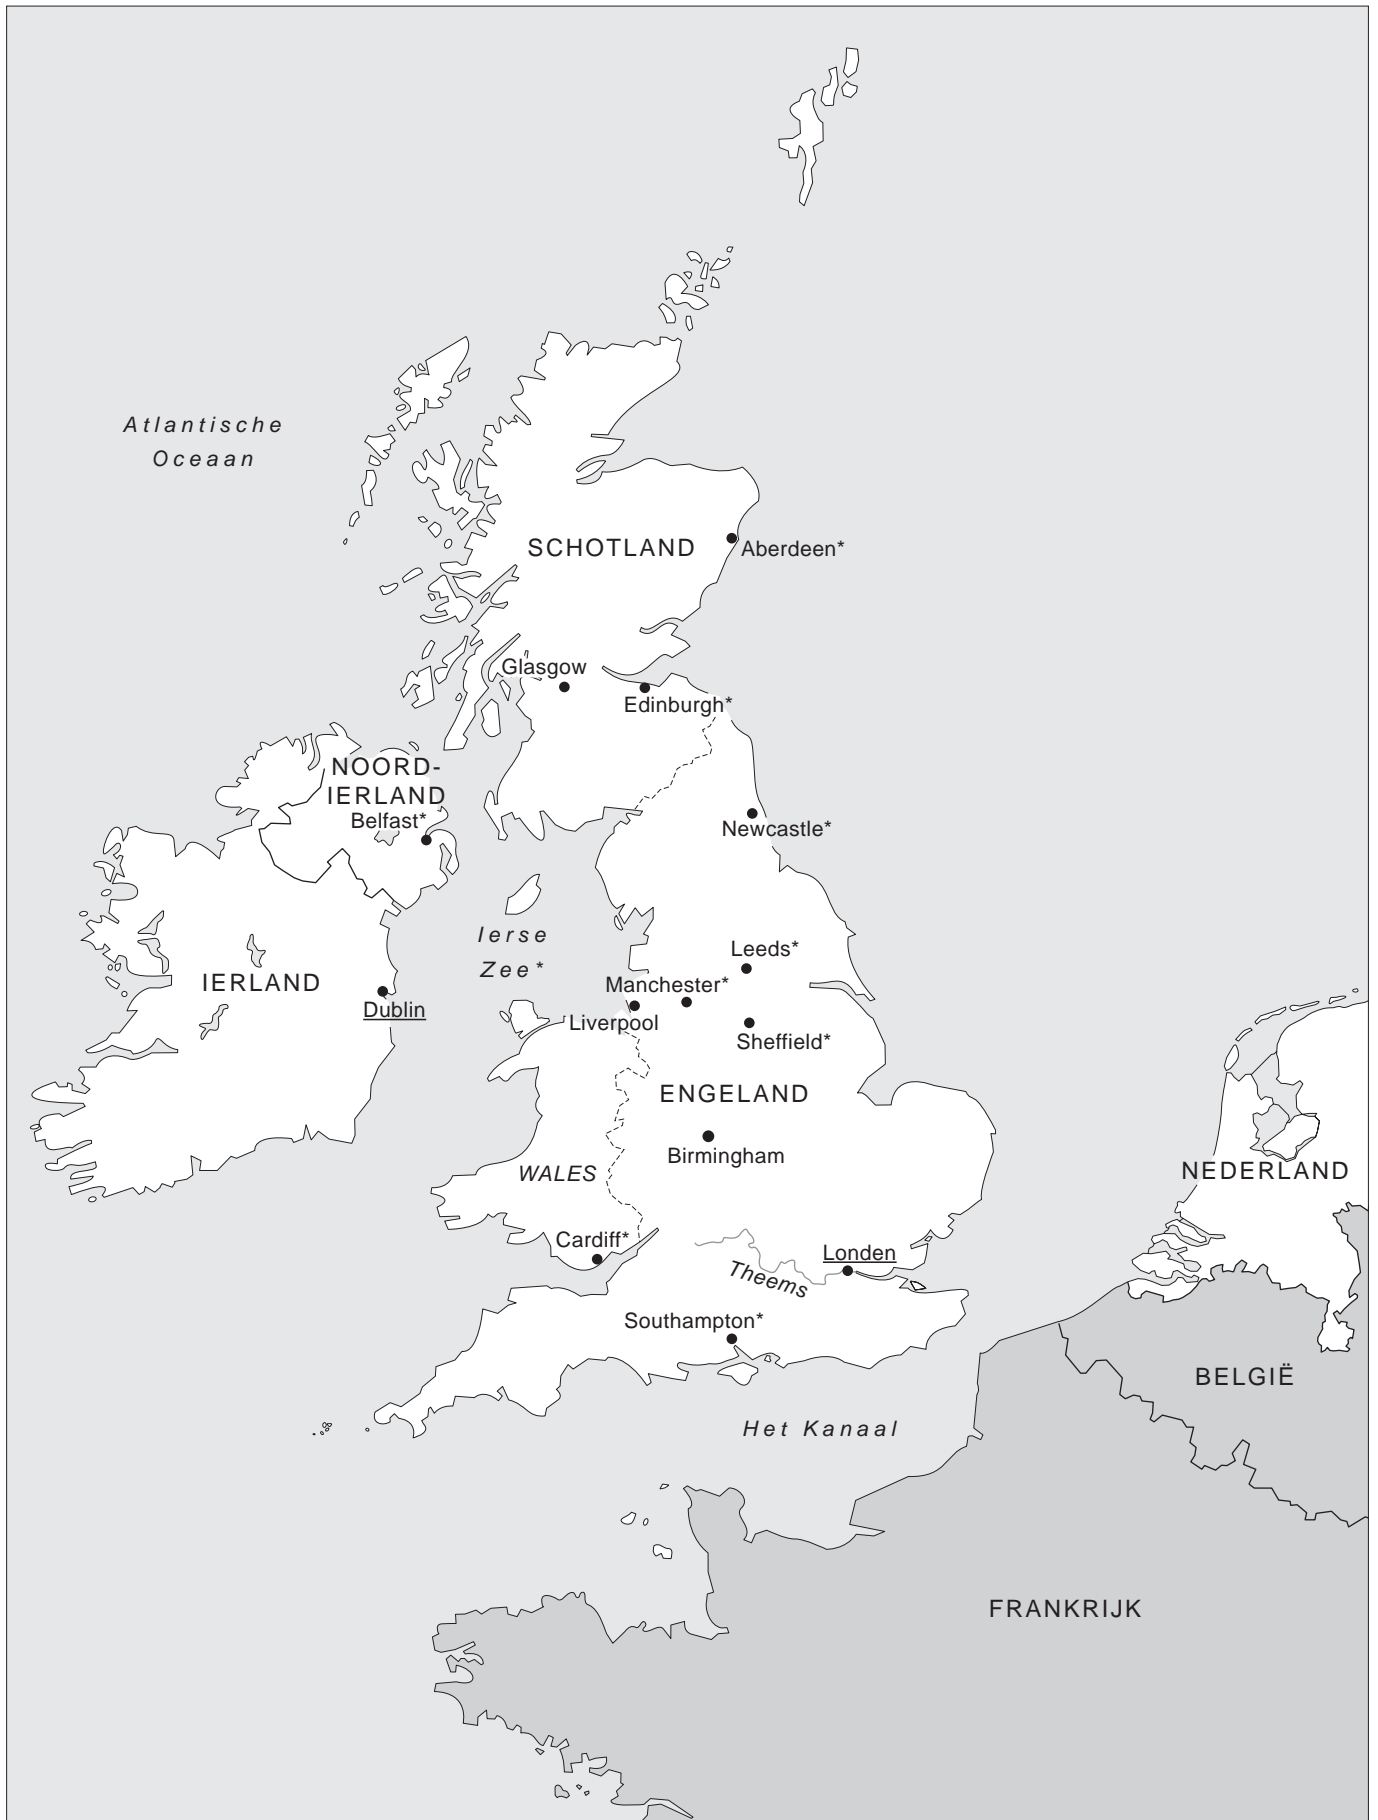 Atlantische
Oceaan
SCHOTLAND
Aberdeen*
Glasgow
Edinburgh*
NOORD-
IERLAND
Belfast*
Newcastle*
Ierse
Zee*
Leeds*
IERLAND
Manchester*
Dublin
Liverpool
Sheffield*
ENGELAND
Birmingham
WALES
NEDERLAND
Cardiff*
Londen
Theems
Southampton*
BELGIË
Het Kanaal
FRANKRIJK